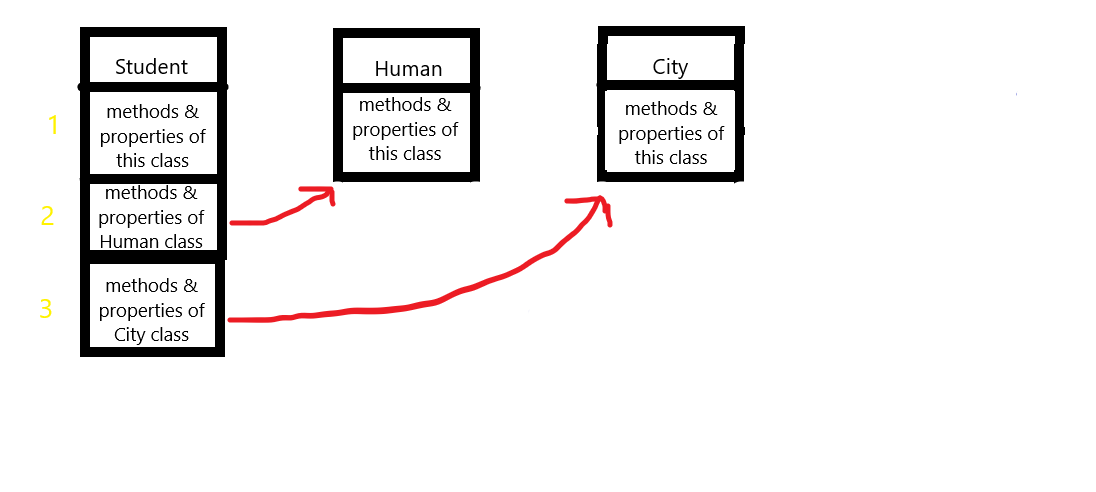 Student
1
methods &
properties of
this class
2
methods &
properties of
Human class
3
methods &
properties of
City class
Human
methods &
properties of
this class
City
methods &
properties of
this class